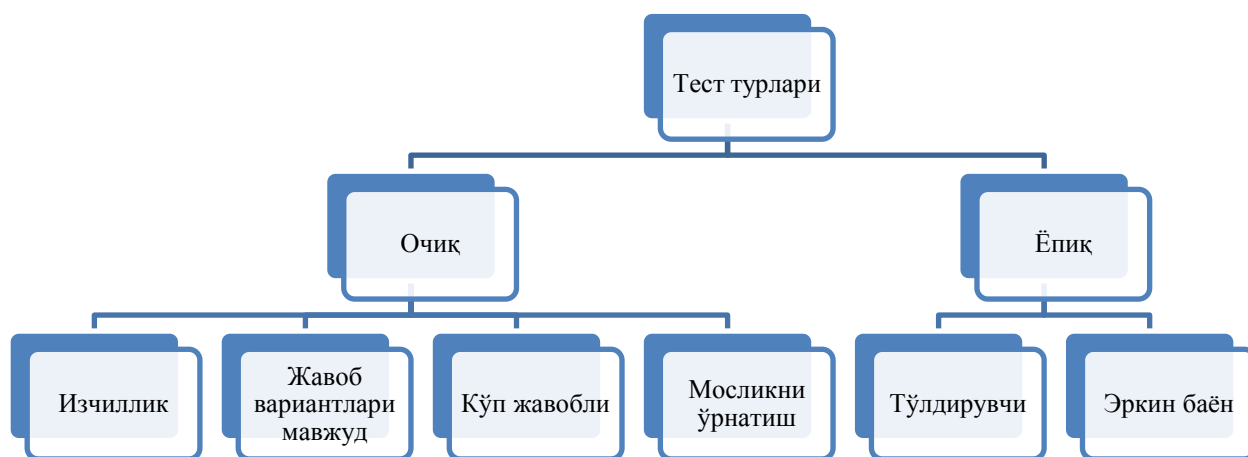 Тест турлари
Очиқ
Ёпиқ
Изчиллик
Жавоб
вариантлари
мавжуд
Кўп жавобли
Мосликни
ўрнатиш
Тўлдирувчи
Эркин баён